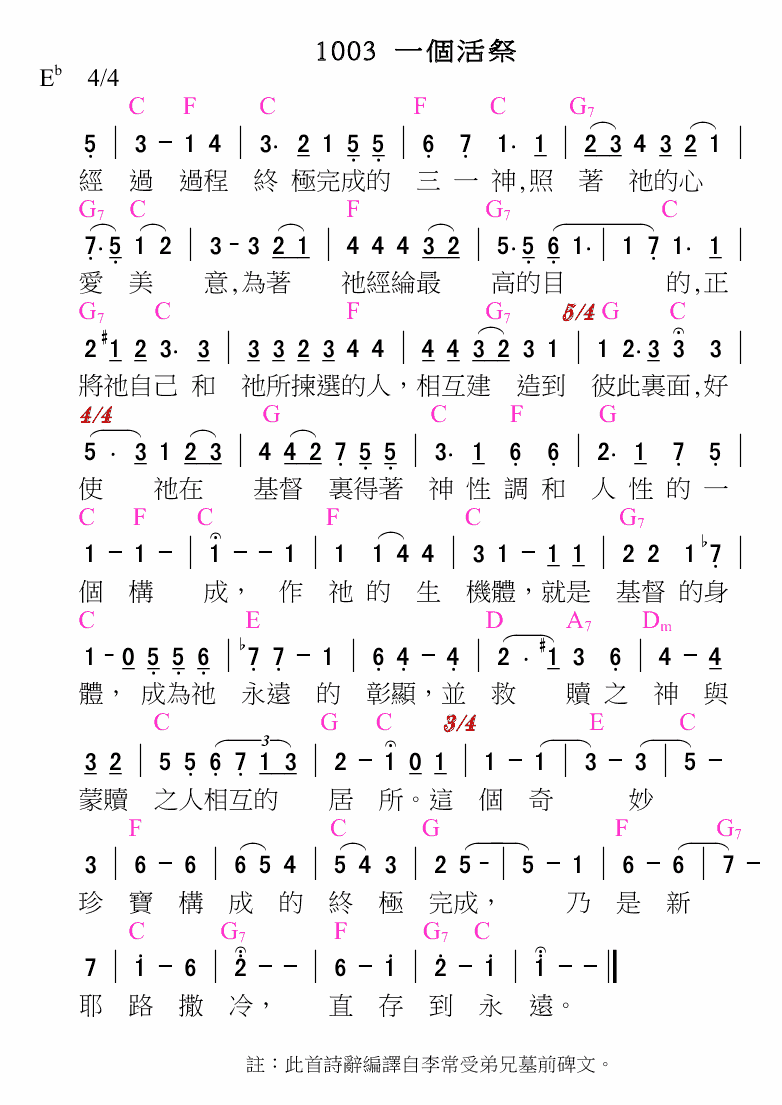 1003 一個活祭
E♭ 4/4
C F C F C G7
5̣ | 3 - 1 4 | 3· 2 1 5̣ 5̣ | 6̣ 7̣ 1· 1 | 2 3 4 3 2 1 |
經 過 過程 終 極完成的 三 一 神,照 著 祂的心
G7 C F G7 C
7̣· 5̣ 1 2 | 3 - 3 2 1 | 4 4 4 3 2 | 5̣· 5̣ 6̣ 1· | 1 7̣ 1· 1 |
愛 美 意,為著 祂經綸最 高的目 的,正
G7 C F G7 5/4 G C
2 #1 2 3· 3 | 3 3 2 3 4 4 | 4 4 3 2 3 1 | 1 2· 3 3 3 |
將祂自己 和 祂所揀選的人，相互建 造到 彼此裏面,好
4/4 G C F G
5 · 3 1 2 3 | 4 4 2 7̣ 5̣ 5̣ | 3· 1 6̣ 6̣ | 2· 1 7̣ 5̣ |
使 祂在 基督 裏得著 神 性 調 和 人 性 的 一
C F C F C G7
1 - 1 - | 1 - - 1 | 1 1 4 4 | 3 1 - 1 1 | 2 2 1 ♭7̣ |
個 構 成， 作 祂 的 生 機體，就是 基督 的身
C E D A7 Dm
1 - 0 5̣ 5̣ 6̣ | ♭7̣ 7̣ - 1 | 6̣ 4̣ - 4̣ | 2 · #1 3 6̣ | 4 - 4
體， 成為祂 永遠 的 彰顯，並 救 贖 之 神 與
C G C 3/4 E C
3 2 | 5 5̣ 6̣ 7̣ 1 3 | 2 - 1 0 1 | 1 - 1 | 3 - 3 | 5 -
3
蒙贖 之人相互的 居 所。這 個 奇 妙
F C G F G7
3 | 6 - 6 | 6 5 4 | 5 4 3 | 2 5 - | 5 - 1 | 6 - 6 | 7 -
珍 寶 構 成 的 終 極 完成， 乃 是 新
C G7 F G7 C
7 | 1̇ - 6 | 2̇ - - | 6 - 1̇ | 2̇ - 1̇ | 1̇ - - ‖
耶 路 撒 冷， 直 存 到 永 遠。
註：此首詩辭編譯自李常受弟兄墓前碑文。